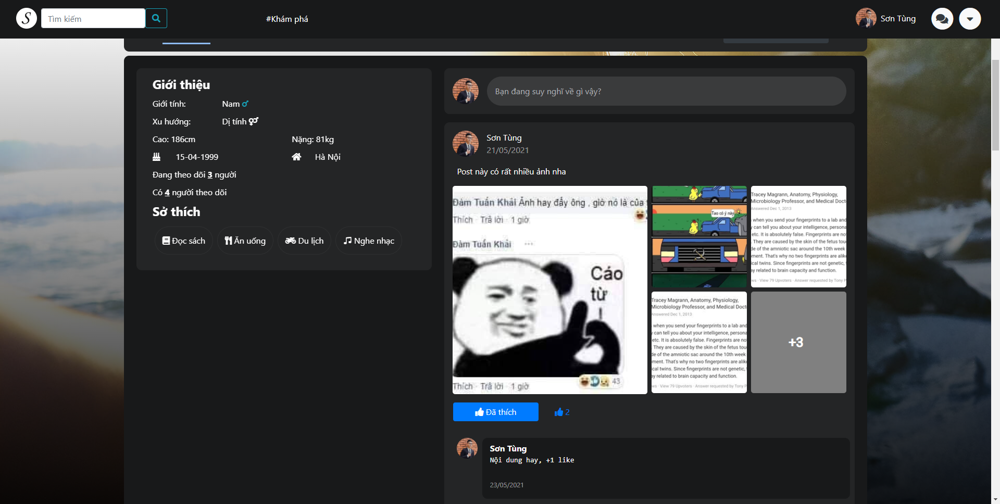 S
Tìm kiếm
#Khám phá
Sơn Tùng
Giới thiệu
Giới tính: Nam
Xu hướng: Dị tính
Cao: 186cm Nặng: 81kg
15-04-1999 Hà Nội
Đang theo dõi 3 người
Có 4 người theo dõi
Sở thích
Đọc sách Ăn uống Du lịch Nghe nhạc
Bạn đang suy nghĩ về gì vậy?
Sơn Tùng
21/05/2021
Post này có rất nhiều ảnh nha
Đàm Tuấn Khải Ảnh hay đấy ông , giờ nó là của
Thích · Trả lời · 1 giờ
Đàm Tuấn Khải ...
Cáo
từ
43
Thích · Trả lời · 1 giờ
Tao có ý này
Tracey Magrann, Anatomy, Physiology,
Microbiology Professor, and Medical Doct
Answered Dec 1, 2013
when you send your fingerprints to a lab and
y can tell you about your intelligence, persona
etc. It is absolutely false. Fingerprints are no
. They are caused by the skin of the fetus tou
de of the amniotic sac around the 10th week
ment. That's why no two fingerprints are alik
ical twins. Since fingerprints are not genetic,
ay related to brain capacity and function.
ws · View 79 Upvoters · Answer requested by Tony P
Tracey Magrann, Anatomy, Physiology,
Microbiology Professor, and Medical Doct
Answered Dec 1, 2013
when you send your fingerprints to a lab and
y can tell you about your intelligence, persona
etc. It is absolutely false. Fingerprints are no
. They are caused by the skin of the fetus tou
de of the amniotic sac around the 10th week
ment. That's why no two fingerprints are alik
ical twins. Since fingerprints are not genetic,
ay related to brain capacity and function.
ws · View 79 Upvoters · Answer requested by Tony P
+3
Đã thích 2
Sơn Tùng
Nội dung hay, +1 like
23/05/2021